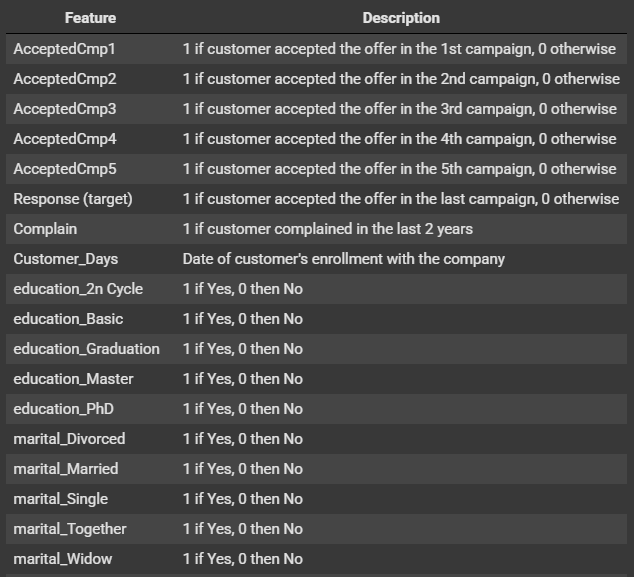 Feature Description
AcceptedCmp1 1 if customer accepted the offer in the 1st campaign, 0 otherwise
AcceptedCmp2 1 if customer accepted the offer in the 2nd campaign, 0 otherwise
AcceptedCmp3 1 if customer accepted the offer in the 3rd campaign, 0 otherwise
AcceptedCmp4 1 if customer accepted the offer in the 4th campaign, 0 otherwise
AcceptedCmp5 1 if customer accepted the offer in the 5th campaign, 0 otherwise
Response (target) 1 if customer accepted the offer in the last campaign, 0 otherwise
Complain 1 if customer complained in the last 2 years
Customer_Days Date of customer's enrollment with the company
education_2n Cycle 1 if Yes, 0 then No
education_Basic 1 if Yes, 0 then No
education_Graduation 1 if Yes, 0 then No
education_Master 1 if Yes, 0 then No
education_PhD 1 if Yes, 0 then No
marital_Divorced 1 if Yes, 0 then No
marital_Married 1 if Yes, 0 then No
marital_Single 1 if Yes, 0 then No
marital_Together 1 if Yes, 0 then No
marital_Widow 1 if Yes, 0 then No